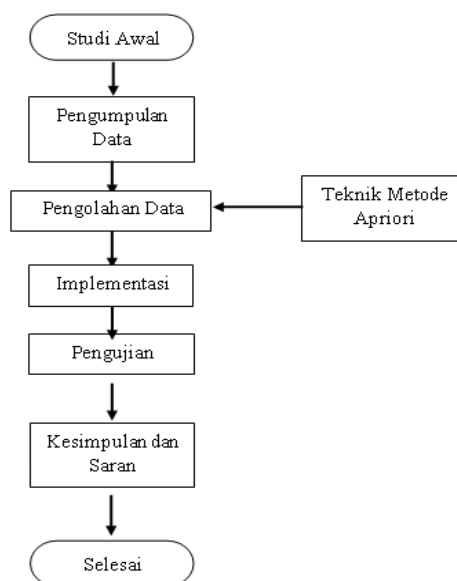 Studi Awal
Pengumpulan
Data
Pengolahan Data
Teknik Metode
Apriori
Implementasi
Pengujian
Kesimpulan dan
Saran
Selesai